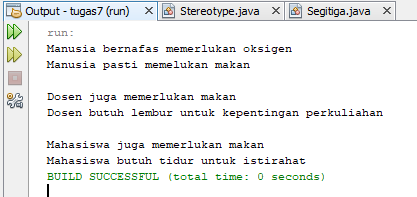 Output - tugas7 (run)
Stereotype.java
Segitiga.java
run:
Manusia bernafas memerlukan oksigen
Manusia pasti memelukan makan
Dosen juga memerlukan makan
Dosen butuh lembur untuk kepentingan perkuliahan
Mahasiswa juga memerlukan makan
Mahasiswa butuh tidur untuk istirahat
BUILD SUCCESSFUL (total time: 0 seconds)